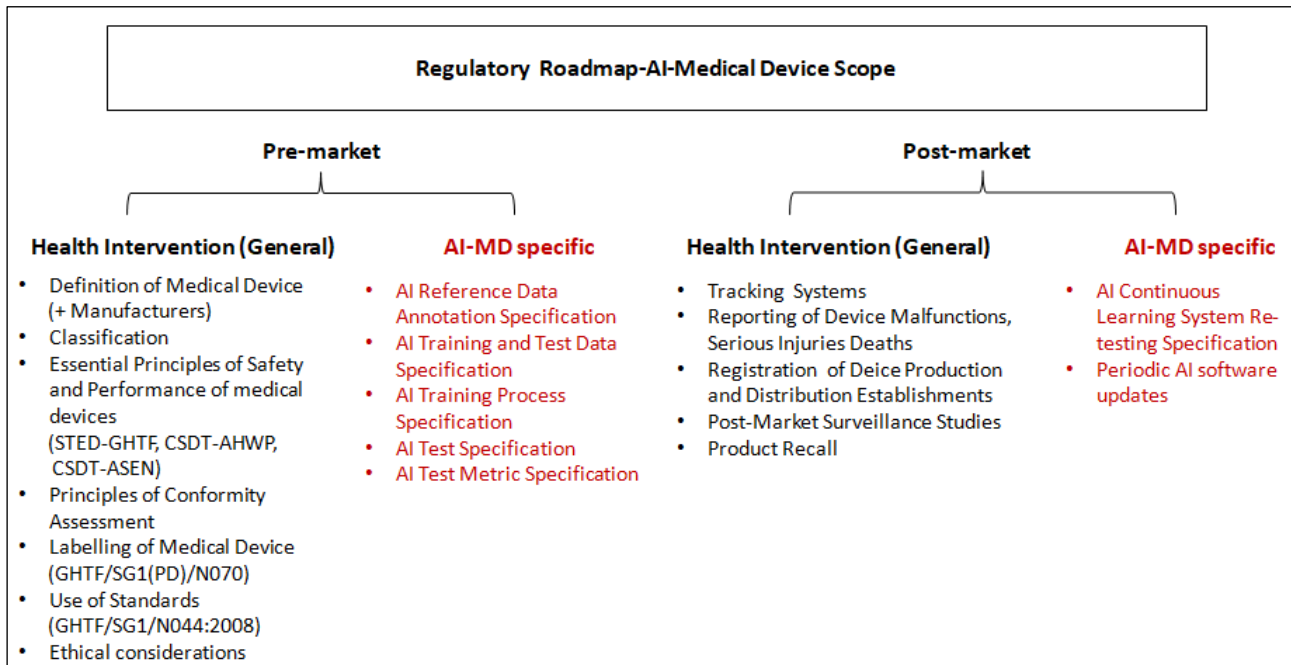 Regulatory Roadmap-AI-Medical Device Scope
Pre-market
Health Intervention (General)
• Definition of Medical Device
(+ Manufacturers)
• Classification
• Essential Principles of Safety
and Performance of medical
devices
(STED-GHTF, CSDT-AHWP,
CSDT-ASEN)
• Principles of Conformity
Assessment
• Labelling of Medical Device
(GHTF/SG1(PD)/N070)
• Use of Standards
(GHTF/SG1/N044:2008)
• Ethical considerations
AI-MD specific
• AI Reference Data
Annotation Specification
• AI Training and Test Data
Specification
• AI Training Process
Specification
• AI Test Specification
• AI Test Metric Specification
Post-market
Health Intervention (General)
• Tracking Systems
• Reporting of Device Malfunctions,
Serious Injuries Deaths
• Registration of Deice Production
and Distribution Establishments
• Post-Market Surveillance Studies
• Product Recall
AI-MD specific
• AI Continuous
Learning System Re-
testing Specification
• Periodic AI software
updates